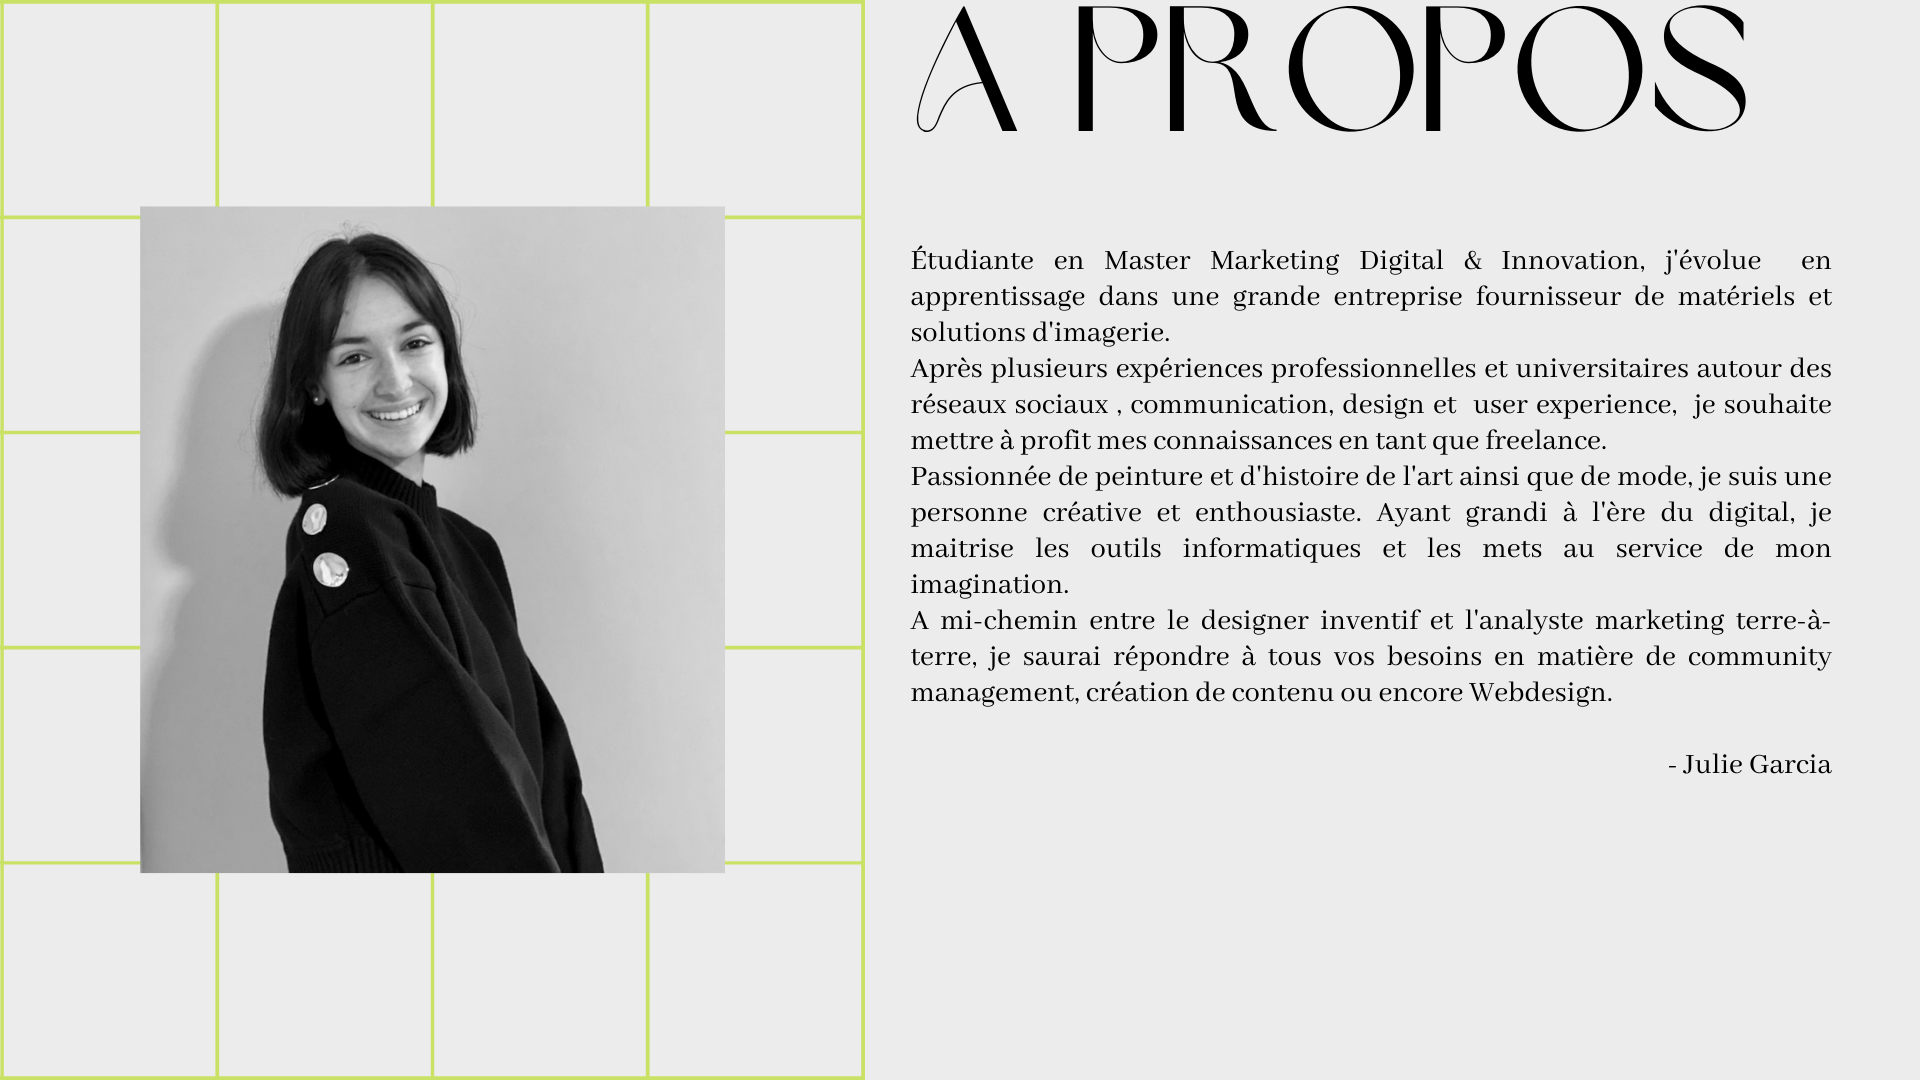 A PROPOS
Étudiante en Master Marketing Digital & Innovation, j'évolue en
apprentissage dans une grande entreprise fournisseur de matériels et
solutions d'imagerie.
Après plusieurs expériences professionnelles et universitaires autour des
réseaux sociaux , communication, design et user experience, je souhaite
mettre à profit mes connaissances en tant que freelance.
Passionnée de peinture et d'histoire de l'art ainsi que de mode, je suis une
personne créative et enthousiaste. Ayant grandi à l'ère du digital, je
maitrise les outils informatiques et les mets au service de mon
imagination.
A mi-chemin entre le designer inventif et l'analyste marketing terre-à-
terre, je saurai répondre à tous vos besoins en matière de community
management, création de contenu ou encore Webdesign.
- Julie Garcia